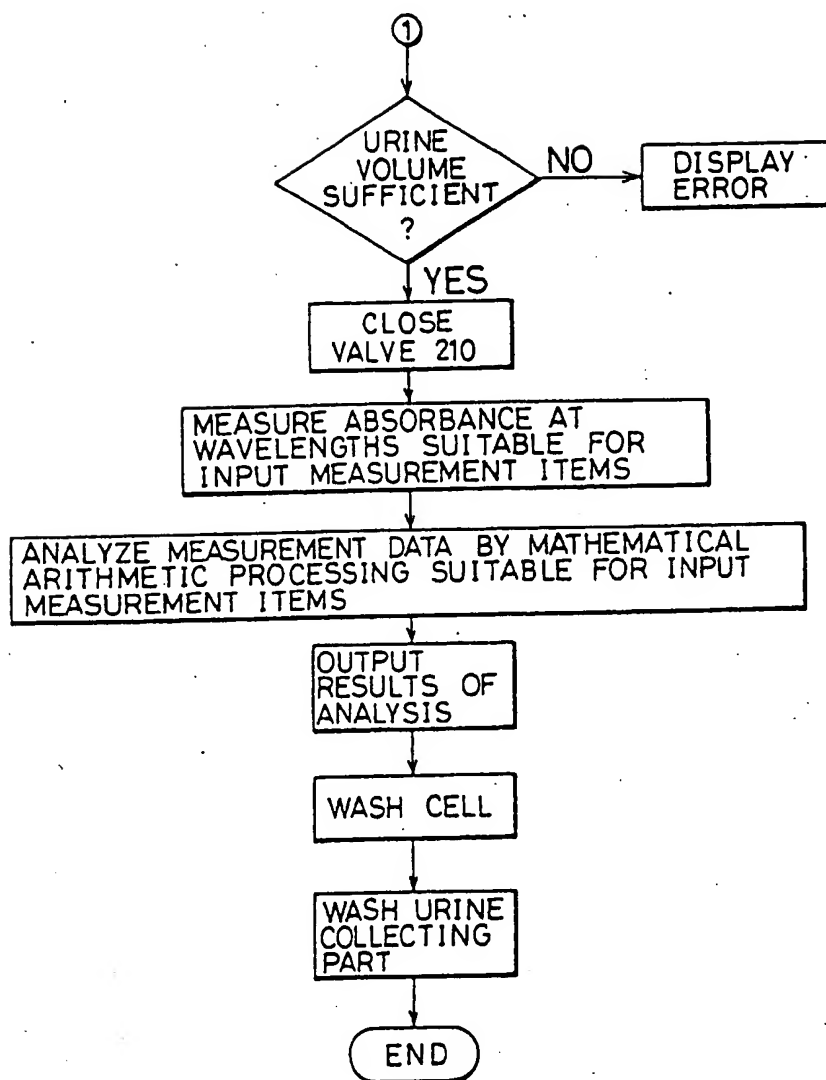 1
URINE
VOLUME
SUFFICIENT
?
NO
DISPLAY
ERROR
YES
CLOSE
VALVE 210
MEASURE ABSORBANCE AT
WAVELENGTHS SUITABLE FOR
INPUT MEASUREMENT ITEMS
ANALYZE MEASUREMENT DATA BY MATHEMATICAL
ARITHMETIC PROCESSING SUITABLE FOR INPUT
MEASUREMENT ITEMS
OUTPUT
RESULTS OF
ANALYSIS
WASH CELL
WASH URINE
COLLECTING
PART
END